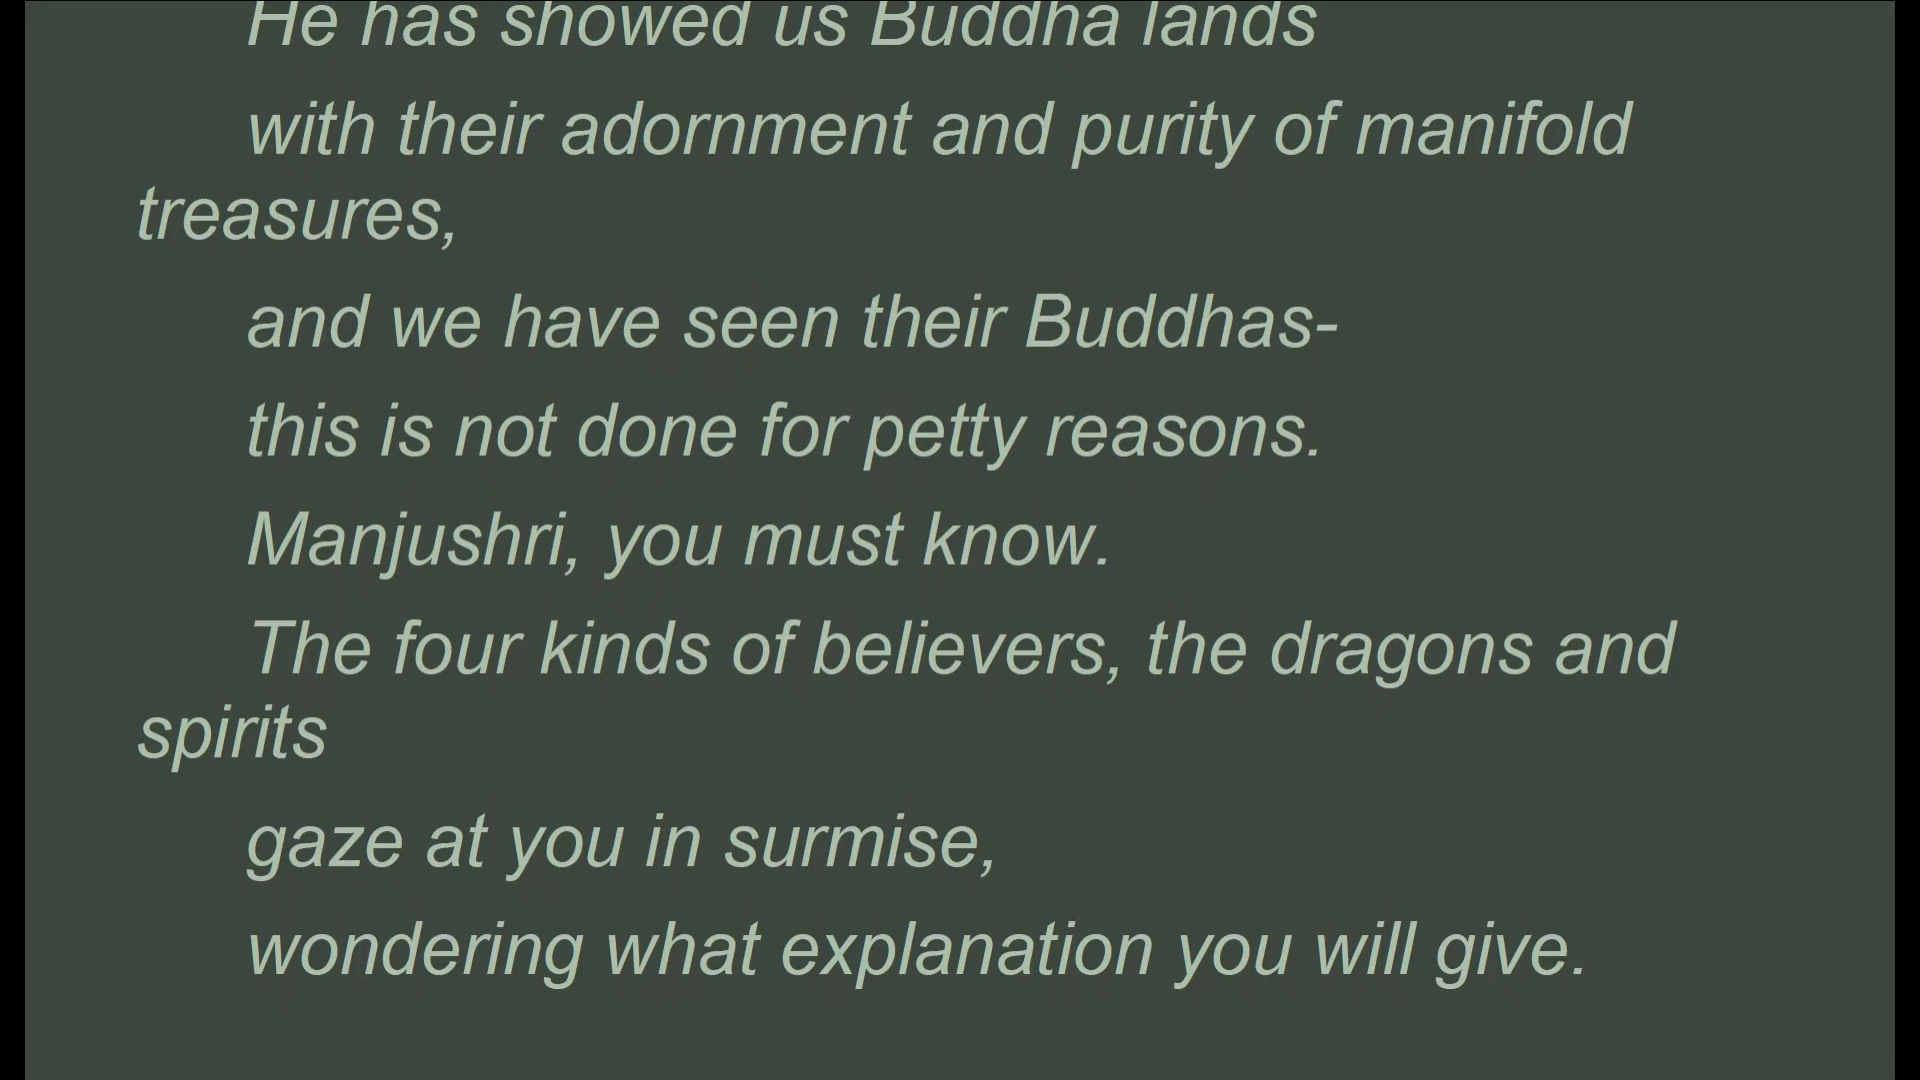 He has showed us Buddha lands
with their adornment and purity of manifold
treasures,
and we have seen their Buddhas-
this is not done for petty reasons.
Manjushri, you must know.
The four kinds of believers, the dragons and
spirits
gaze at you in surmise,
wondering what explanation you will give.